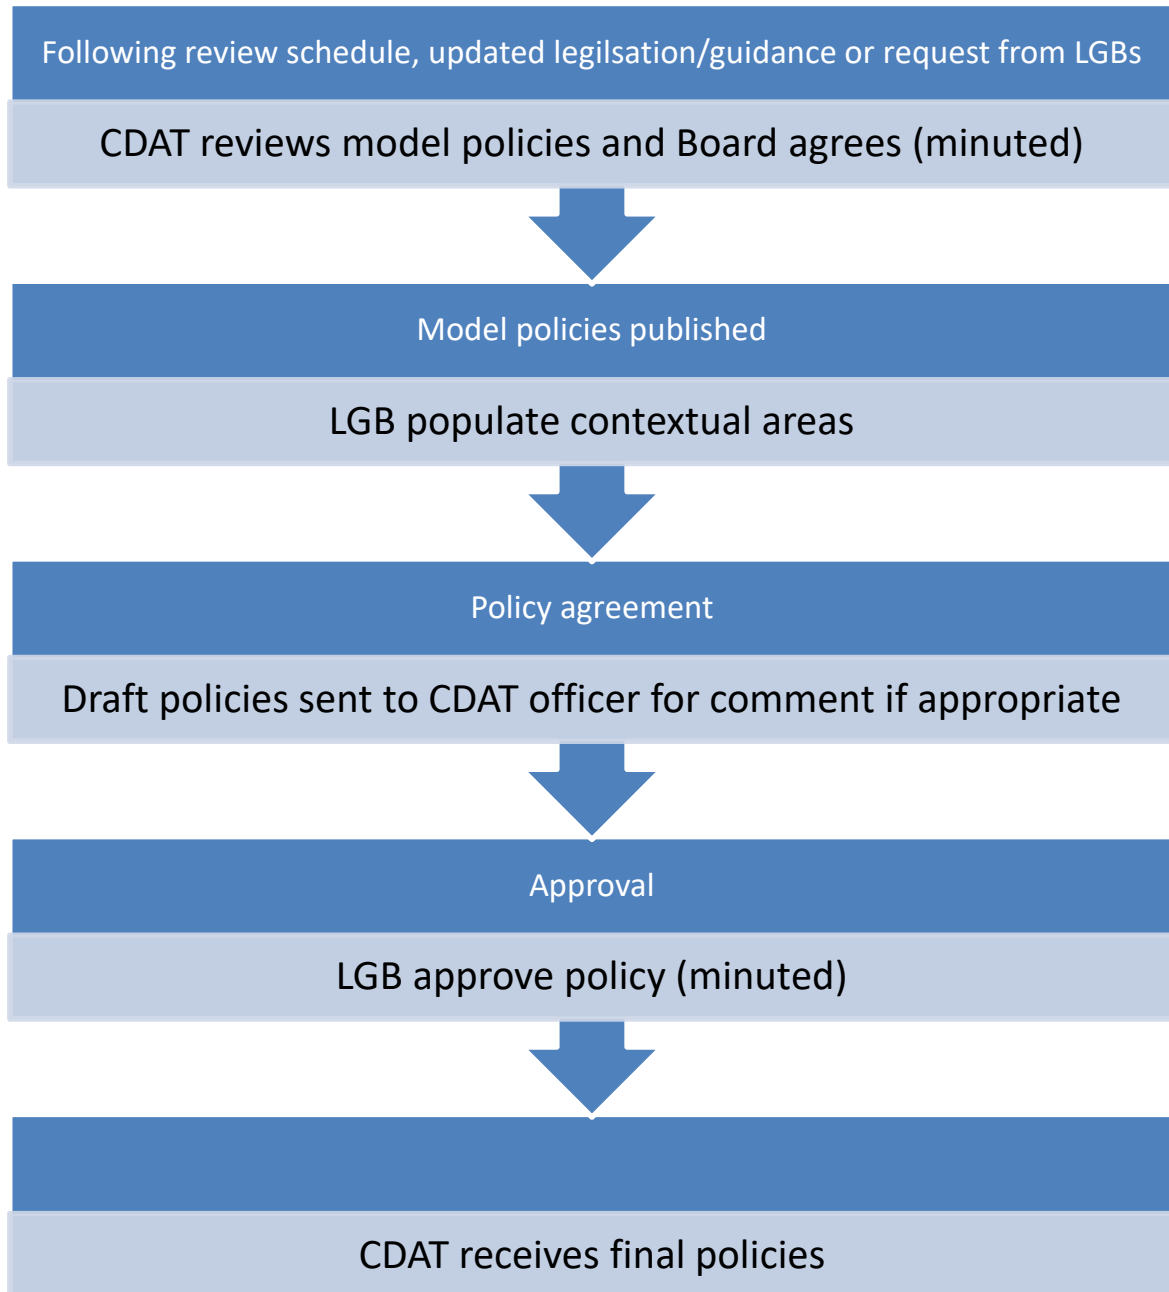 Following review schedule, updated legilsation/guidance or request from LGBs
CDAT reviews model policies and Board agrees (minuted)
Model policies published
LGB populate contextual areas
Policy agreement
Draft policies sent to CDAT officer for comment if appropriate
Approval
LGB approve policy (minuted)
CDAT receives final policies